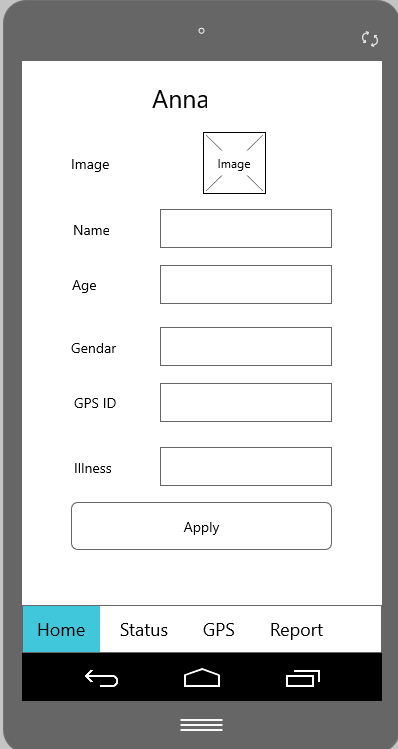 Anna
Image
Image
Name
Age
Gendar
GPS ID
Illness
Apply
Home Status GPS Report